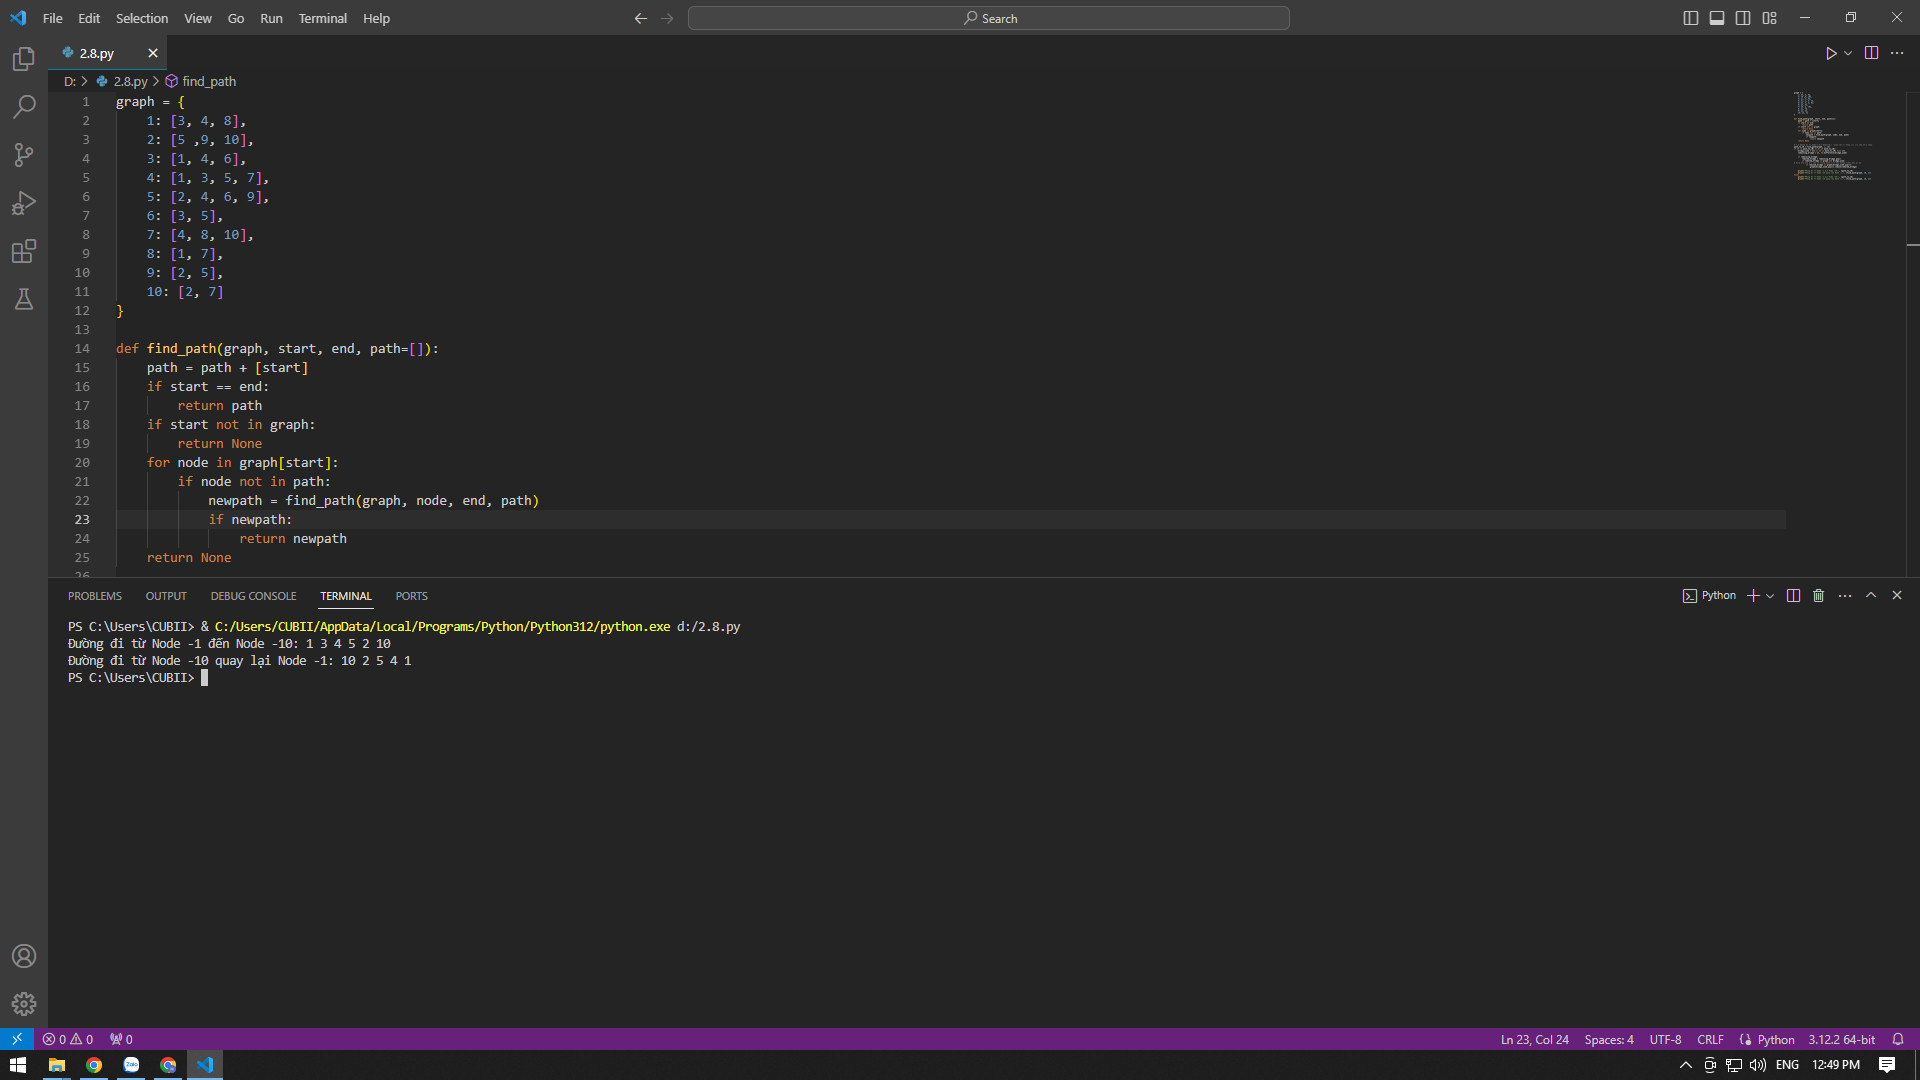 File Edit Selection View Go Run Terminal Help
Search
2.8.py
D: > 2.8.py > find_path
1 graph = {
2 1: [3, 4, 8],
3 2: [5 ,9, 10],
4 3: [1, 4, 6],
5 4: [1, 3, 5, 7],
6 5: [2, 4, 6, 9],
7 6: [3, 5],
8 7: [4, 8, 10],
9 8: [1, 7],
10 9: [2, 5],
11 10: [2, 7]
12 }
13
14 def find_path(graph, start, end, path=[]):
15 path = path + [start]
16 if start == end:
17 return path
18 if start not in graph:
19 return None
20 for node in graph[start]:
21 if node not in path:
22 newpath = find_path(graph, node, end, path)
23 if newpath:
24 return newpath
25 return None
26
PROBLEMS OUTPUT DEBUG CONSOLE TERMINAL PORTS
Python
PS C:\Users\CUBII> & C:/Users/CUBII/AppData/Local/Programs/Python/Python312/python.exe d:/2.8.py
Đường đi từ Node -1 đến Node -10: 1 3 4 5 2 10
Đường đi từ Node -10 quay lại Node -1: 10 2 5 4 1
PS C:\Users\CUBII>
0 0 0
Ln 23, Col 24 Spaces: 4 UTF-8 CRLF Python 3.12.2 64-bit
Zalo
ENG 12:49 PM